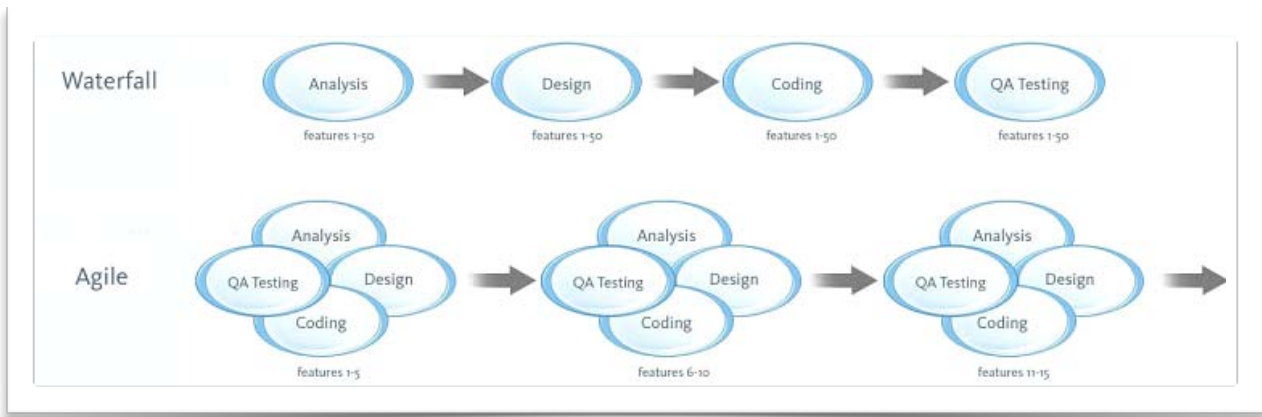 Waterfall
Analysis
Design
Coding
QA Testing
features 1-50
features 1-50
features 1-50
features 1-50
Agile
Analysis
QA Testing
Design
Coding
features 1-5
Analysis
QA Testing
Design
Coding
features 6-10
Analysis
QA Testing
Design
Coding
features 11-15